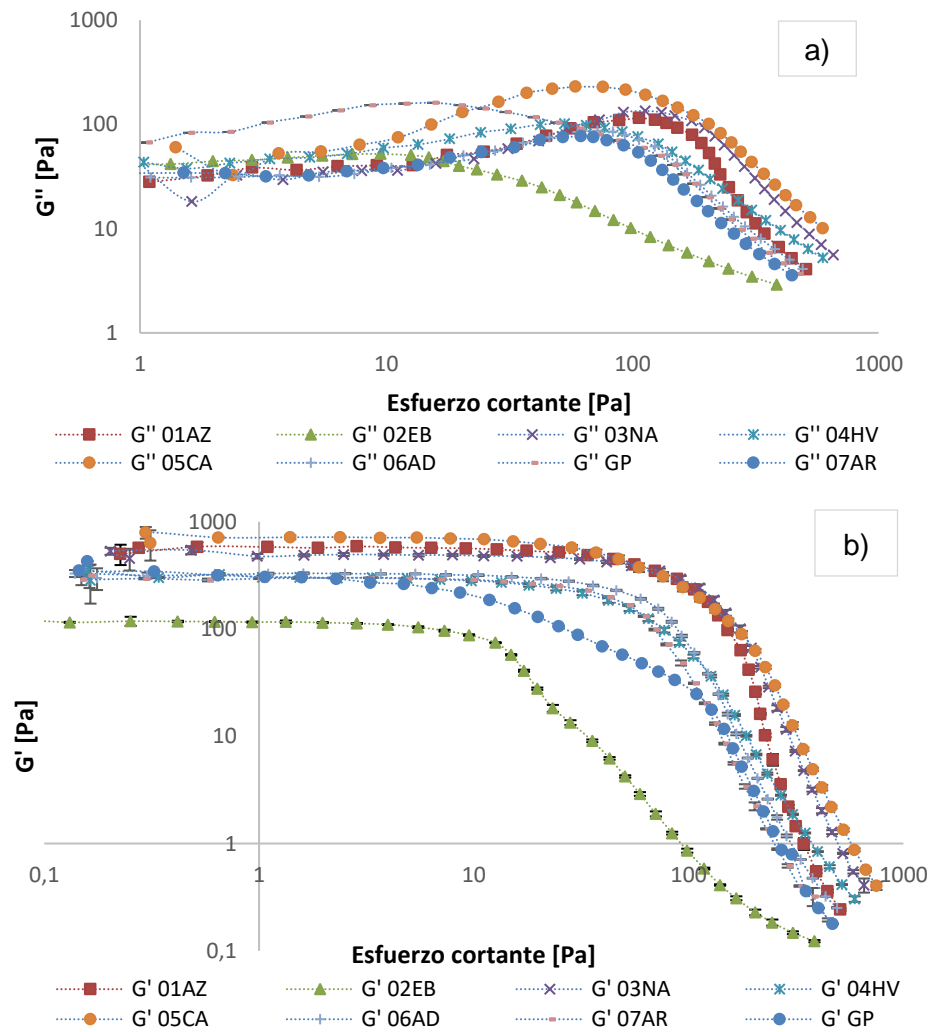 1000
a)
100
G'' [Pa]
10
1
1 10 100 1000
Esfuerzo cortante [Pa]
G'' 01AZ G'' 02EB G'' 03NA G'' 04HV
G'' 05CA G'' 06AD G'' GP G'' 07AR
1000
b)
100
G' [Pa]
10
1
0,1 1 10 100 1000
0,1
Esfuerzo cortante [Pa]
G' 01AZ G' 02EB G' 03NA G' 04HV
G' 05CA G' 06AD G' 07AR G' GP